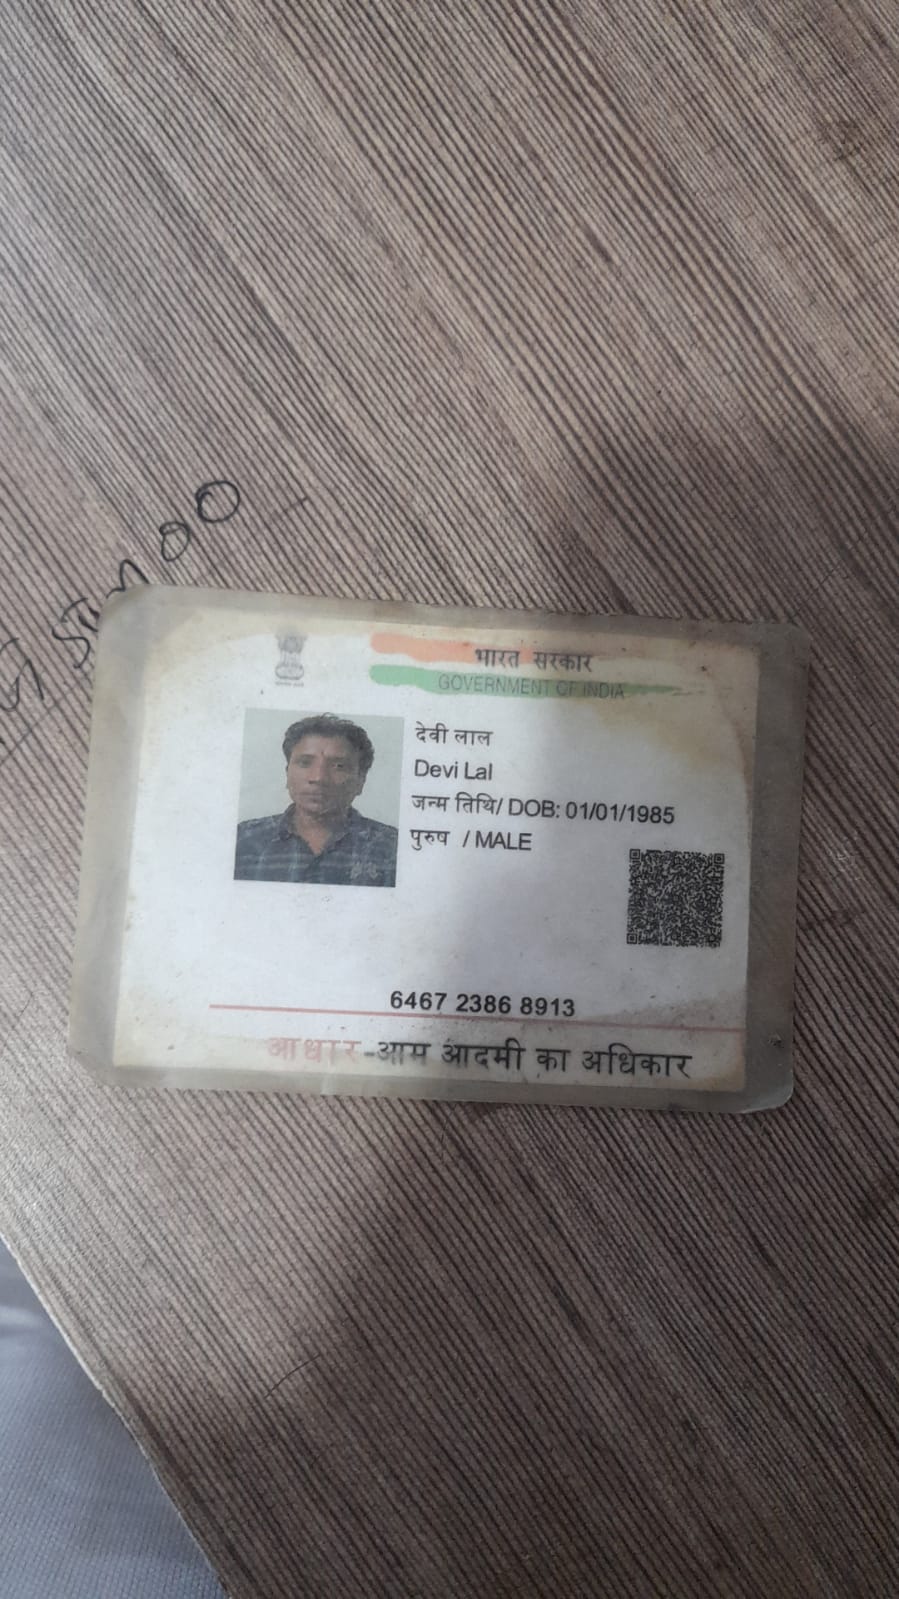 भारत सरकार
GOVERNMENT OF INDIA
देवी लाल
Devi Lal
जन्म तिथि/ DOB: 01/01/1985
पुरुष / MALE
6467 2386 8913
आधार-आम आदमी का अधिकार